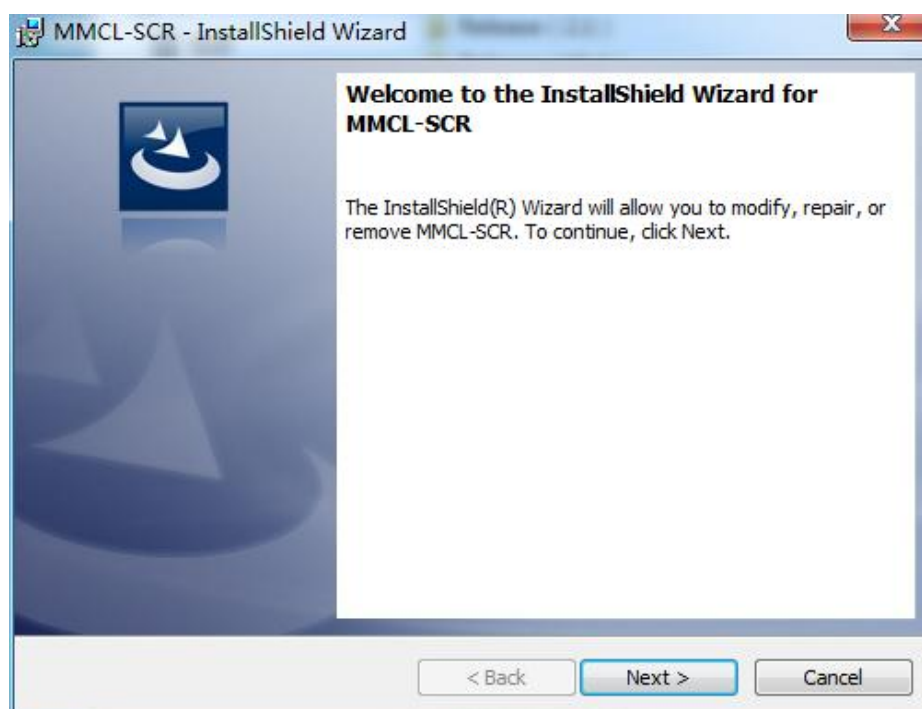 MMCL-SCR - InstallShield Wizard
Welcome to the InstallShield Wizard for
MMCL-SCR
The InstallShield(R) Wizard will allow you to modify, repair, or
remove MMCL-SCR. To continue, click Next.
< Back
Next >
Cancel